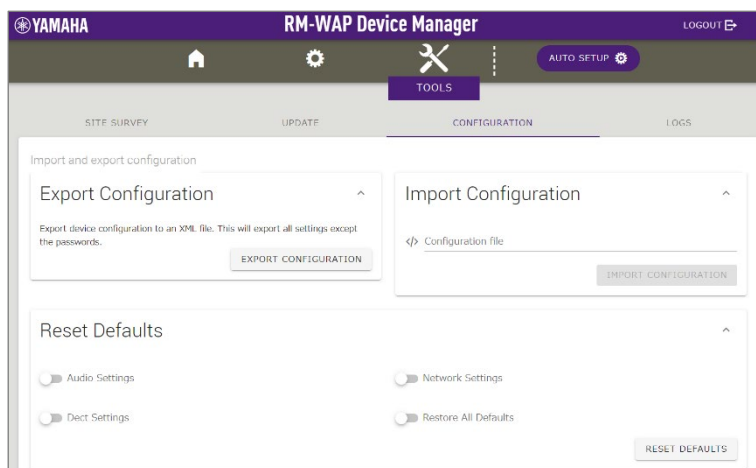 YAMAHA
RM-WAP Device Manager
LOGOUT
AUTO SETUP
TOOLS
SITE SURVEY
UPDATE
CONFIGURATION
LOGS
Import and export configuration
Export Configuration
Export device configuration to an XML file. This will export all settings except
the passwords.
EXPORT CONFIGURATION
Import Configuration
</> Configuration file
IMPORT CONFIGURATION
Reset Defaults
Audio Settings
Network Settings
Dect Settings
Restore All Defaults
RESET DEFAULTS